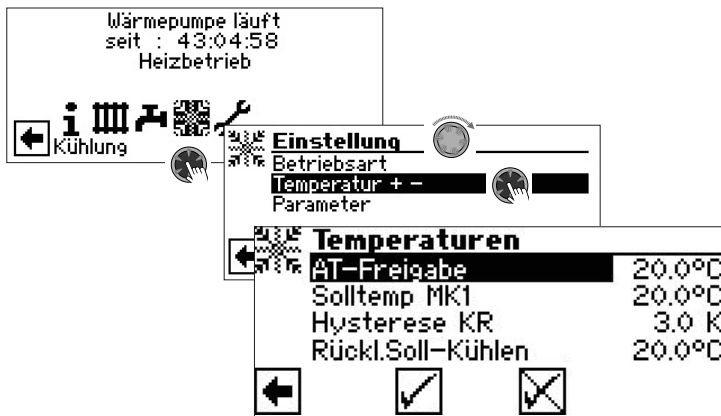 Wärmepumpe läuft
seit : 43:04:58
Heizbetrieb
Kühlung
Einstellung
Betriebsart
Temperatur + -
Parameter
Temperaturen
AT-Freigabe 20.0°C
Solltemp MK1 20.0°C
Hysterese KR 3.0 K
Rückl.Soll-Kühlen 20.0°C